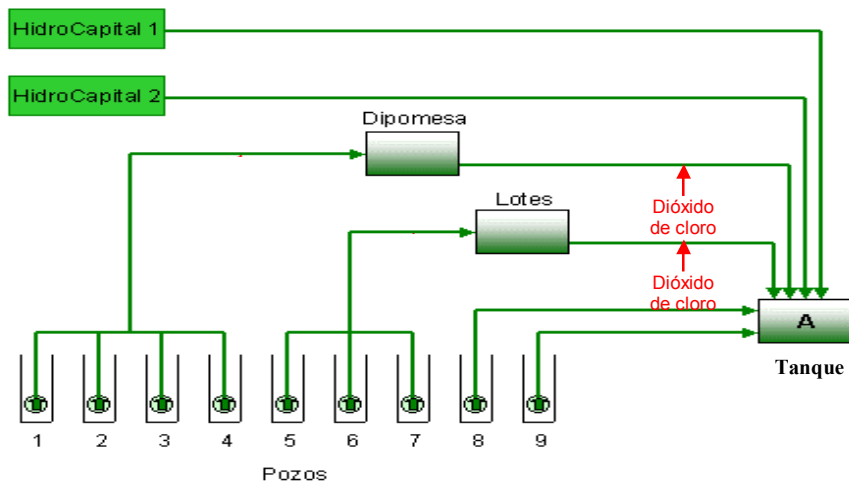 HidroCapital 1
HidroCapital 2
Dipomesa
Lotes
Dióxido
de cloro
Dióxido
de cloro
A
Tanque
1 2 3 4 5 6 7 8 9
Pozos